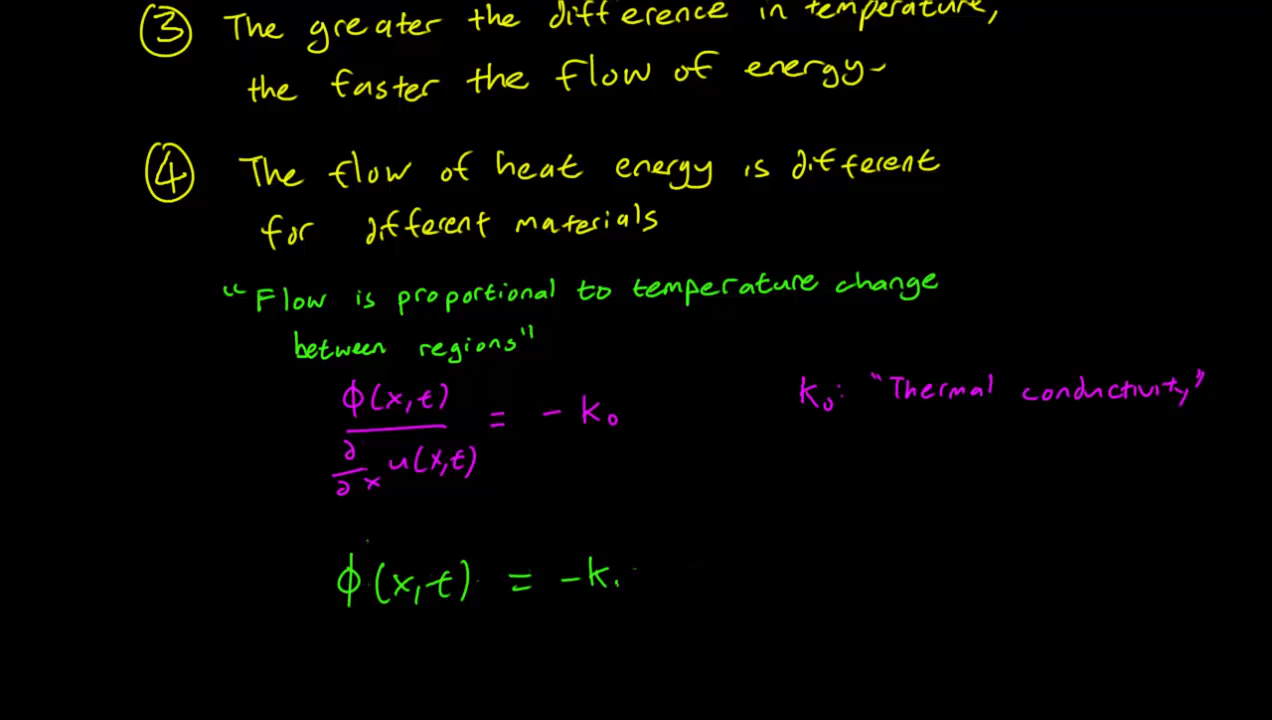 ③ The greater the difference in temperature,
the faster the flow of energy-
④ The flow of heat energy is different
for different materials
"Flow is proportional to temperature change
between regions"
ϕ(x,t) / ∂/∂x u(x,t) = - k₀
k₀: "Thermal conductivity"
ϕ(x,t) = -k.